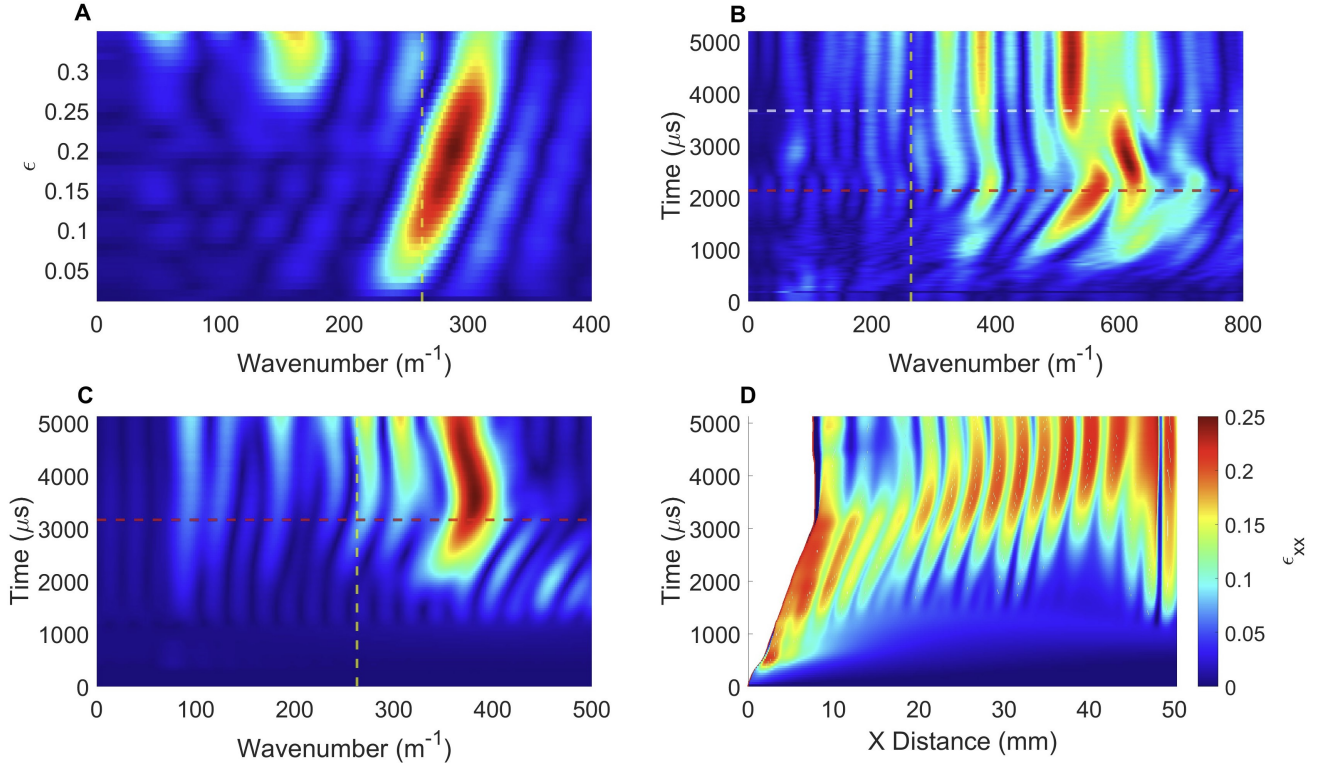 A
0.3
0.25
0.2
0.15
0.1
0.05
ϵ
0 100 200 300 400
Wavenumber (m-1)
B
5000
4000
3000
2000
1000
0
Time (μs)
0 200 400 600 800
Wavenumber (m-1)
C
5000
4000
3000
2000
1000
0
Time (μs)
0 100 200 300 400 500
Wavenumber (m-1)
D
5000
4000
3000
2000
1000
0
Time (μs)
0 10 20 30 40 50
X Distance (mm)
0.25
0.2
0.15
0.1
0.05
0
ϵxx